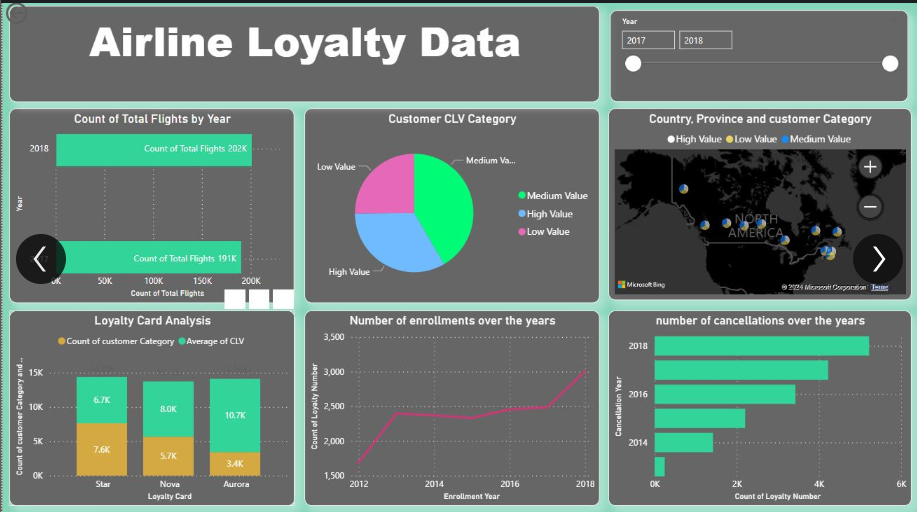 Airline Loyalty Data
Year
2017
2018
Count of Total Flights by Year
2018
Count of Total Flights 202K
Year
Count of Total Flights 191K
0K
50K
100K
150K
200K
Count of Total Flights
Customer CLV Category
Low Value
Medium Va...
High Value
Medium Value
High Value
Low Value
Country, Province and customer Category
High Value
Low Value
Medium Value
NORTH
AMERICA
Microsoft Bing
© 2024 Microsoft Corporation
Terms
Loyalty Card Analysis
Count of customer Category
Average of CLV
Count of customer Category and ...
15K
10K
5K
0K
6.7K
8.0K
10.7K
7.6K
5.7K
3.4K
Star
Nova
Aurora
Loyalty Card
Number of enrollments over the years
Count of Loyalty Number
3,500
3,000
2,500
2,000
1,500
2012
2014
2016
2018
Enrollment Year
number of cancellations over the years
Cancellation Year
2018
2016
2014
0K
2K
4K
6K
Count of Loyalty Number